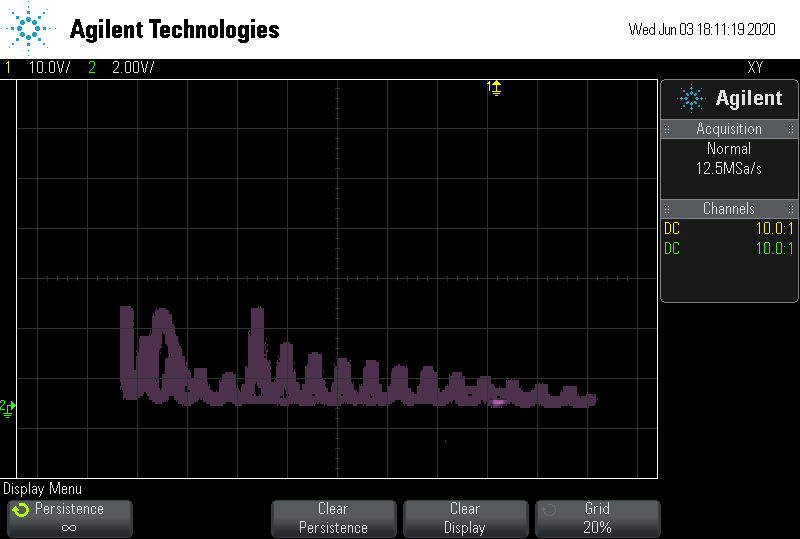 Agilent Technologies
Wed Jun 03 18:11:19 2020
1 10.0V/ 2 2.00V/ XY
1
Agilent
Acquisition
Normal
12.5MSa/s
Channels
DC 10.0:1
DC 10.0:1
2
Display Menu
Persistence
∞
Clear
Persistence
Clear
Display
Grid
20%